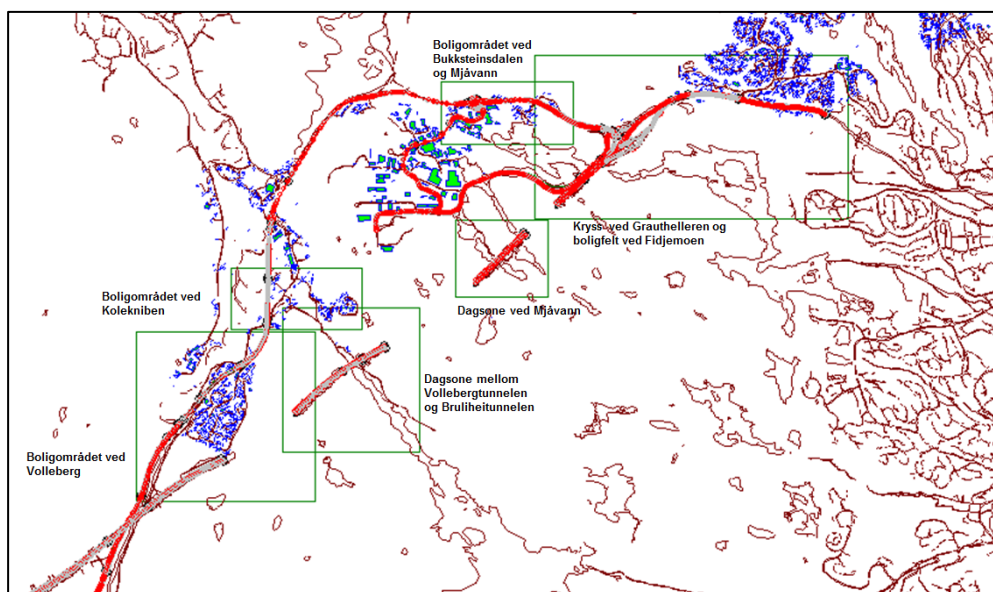 Boligområdet ved
Bukksteinsdalen
og Mjåvann
Kryss ved Grauthelleren og
boligfelt ved Fidjemoen
Boligområdet ved
Kolekniben
Dagsone ved Mjåvann
Dagsone mellom
Vollebergtunnelen
og Bruliheitunnelen
Boligområdet ved
Volleberg